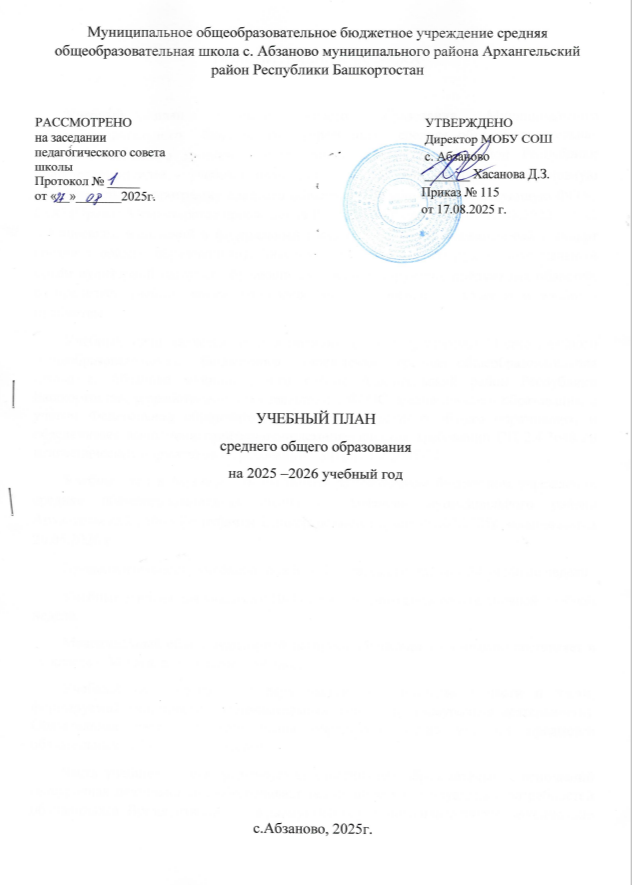 Муниципальное общеобразовательное бюджетное учреждение средняя
общеобразовательная школа с. Абзаново муниципального района Архангельский
район Республики Башкортостан
РАССМОТРЕНО
на заседании
педагогического совета
школы
Протокол № 1
от « » 08 2025г.
УТВЕРЖДЕНО
Директор МОБУ СОШ
с. Абзаново
Хасанова Д.З.
Приказ № 115
от 17.08.2025 г.
УЧЕБНЫЙ ПЛАН
среднего общего образования
на 2025 –2026 учебный год
с.Абзаново, 2025г.